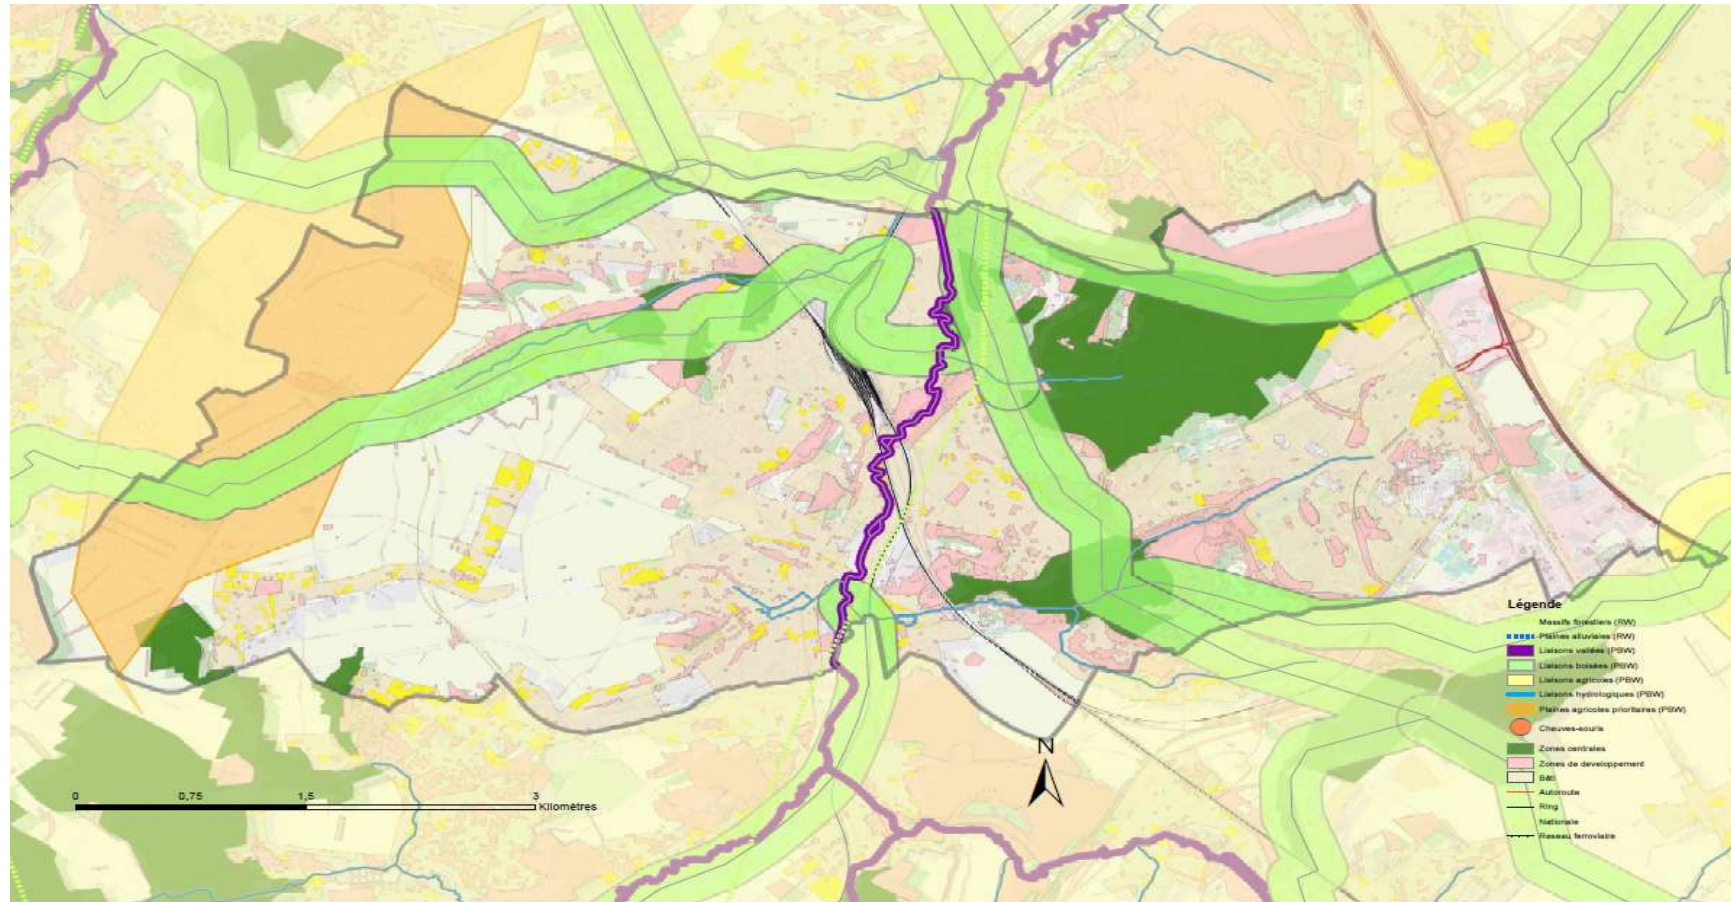 N
0 0,75 1,5 3
Kilomètres
Légende
Massifs forestiers (RW)
Plaines alluviales (RW)
Liaisons vallées (PBW)
Liaisons boisées (PBW)
Liaisons agricoles (PBW)
Liaisons hydrologiques (PBW)
Plaines agricoles prioritaires (PBW)
Chauves-souris
Zones centrales
Zones de developpement
Bâti
Autoroute
Ring
Nationale
Reseau ferroviaire